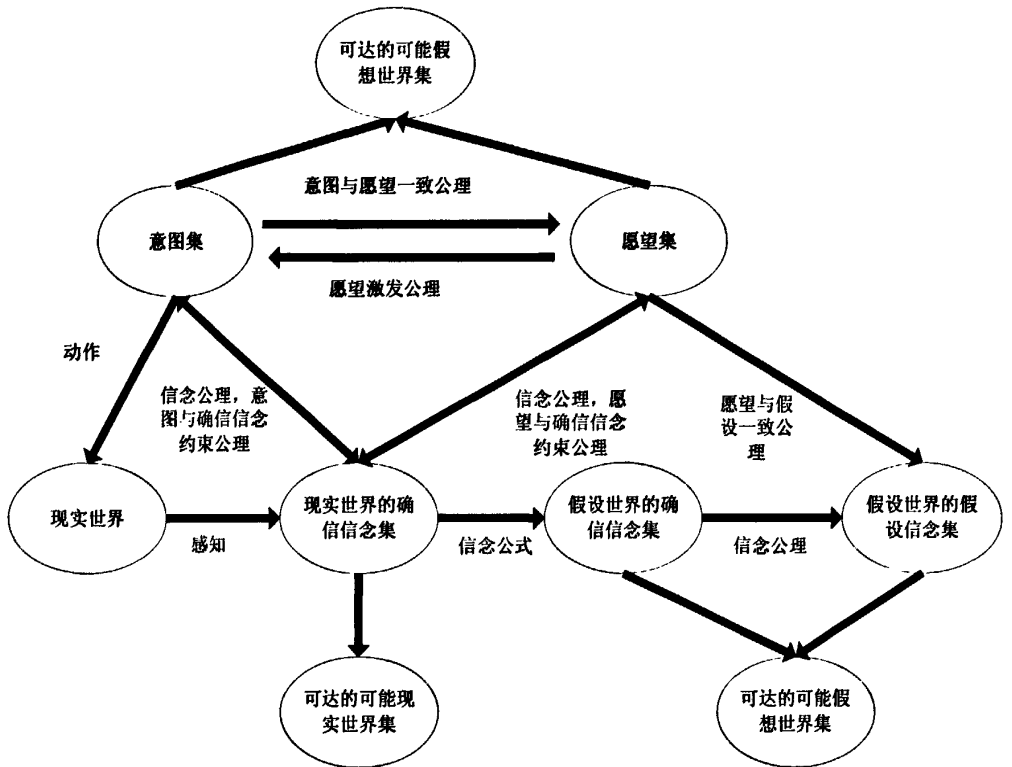 可达的可能假
想世界集
意图与愿望一致公理
意图集
愿望集
愿望激发公理
动作
信念公理，意
图与确信信念
约束公理
信念公理，愿
望与确信信念
约束公理
愿望与假
设一致公
理
现实世界
感知
现实世界的确
信信念集
信念公式
假设世界的确
信信念集
信念公理
假设世界的假
设信念集
可达的可能现
实世界集
可达的可能假
想世界集